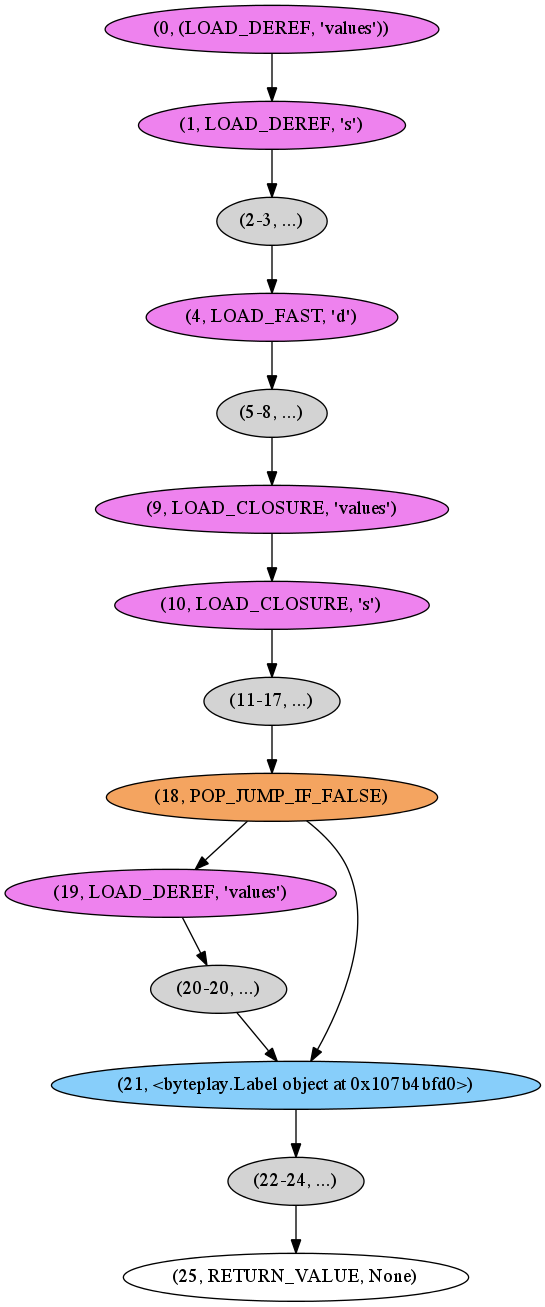 (0, (LOAD_DEREF, 'values'))
(1, LOAD_DEREF, 's')
(2-3, ...)
(4, LOAD_FAST, 'd')
(5-8, ...)
(9, LOAD_CLOSURE, 'values')
(10, LOAD_CLOSURE, 's')
(11-17, ...)
(18, POP_JUMP_IF_FALSE)
(19, LOAD_DEREF, 'values')
(20-20, ...)
(21, <byteplay.Label object at 0x107b4bfd0>)
(22-24, ...)
(25, RETURN_VALUE, None)